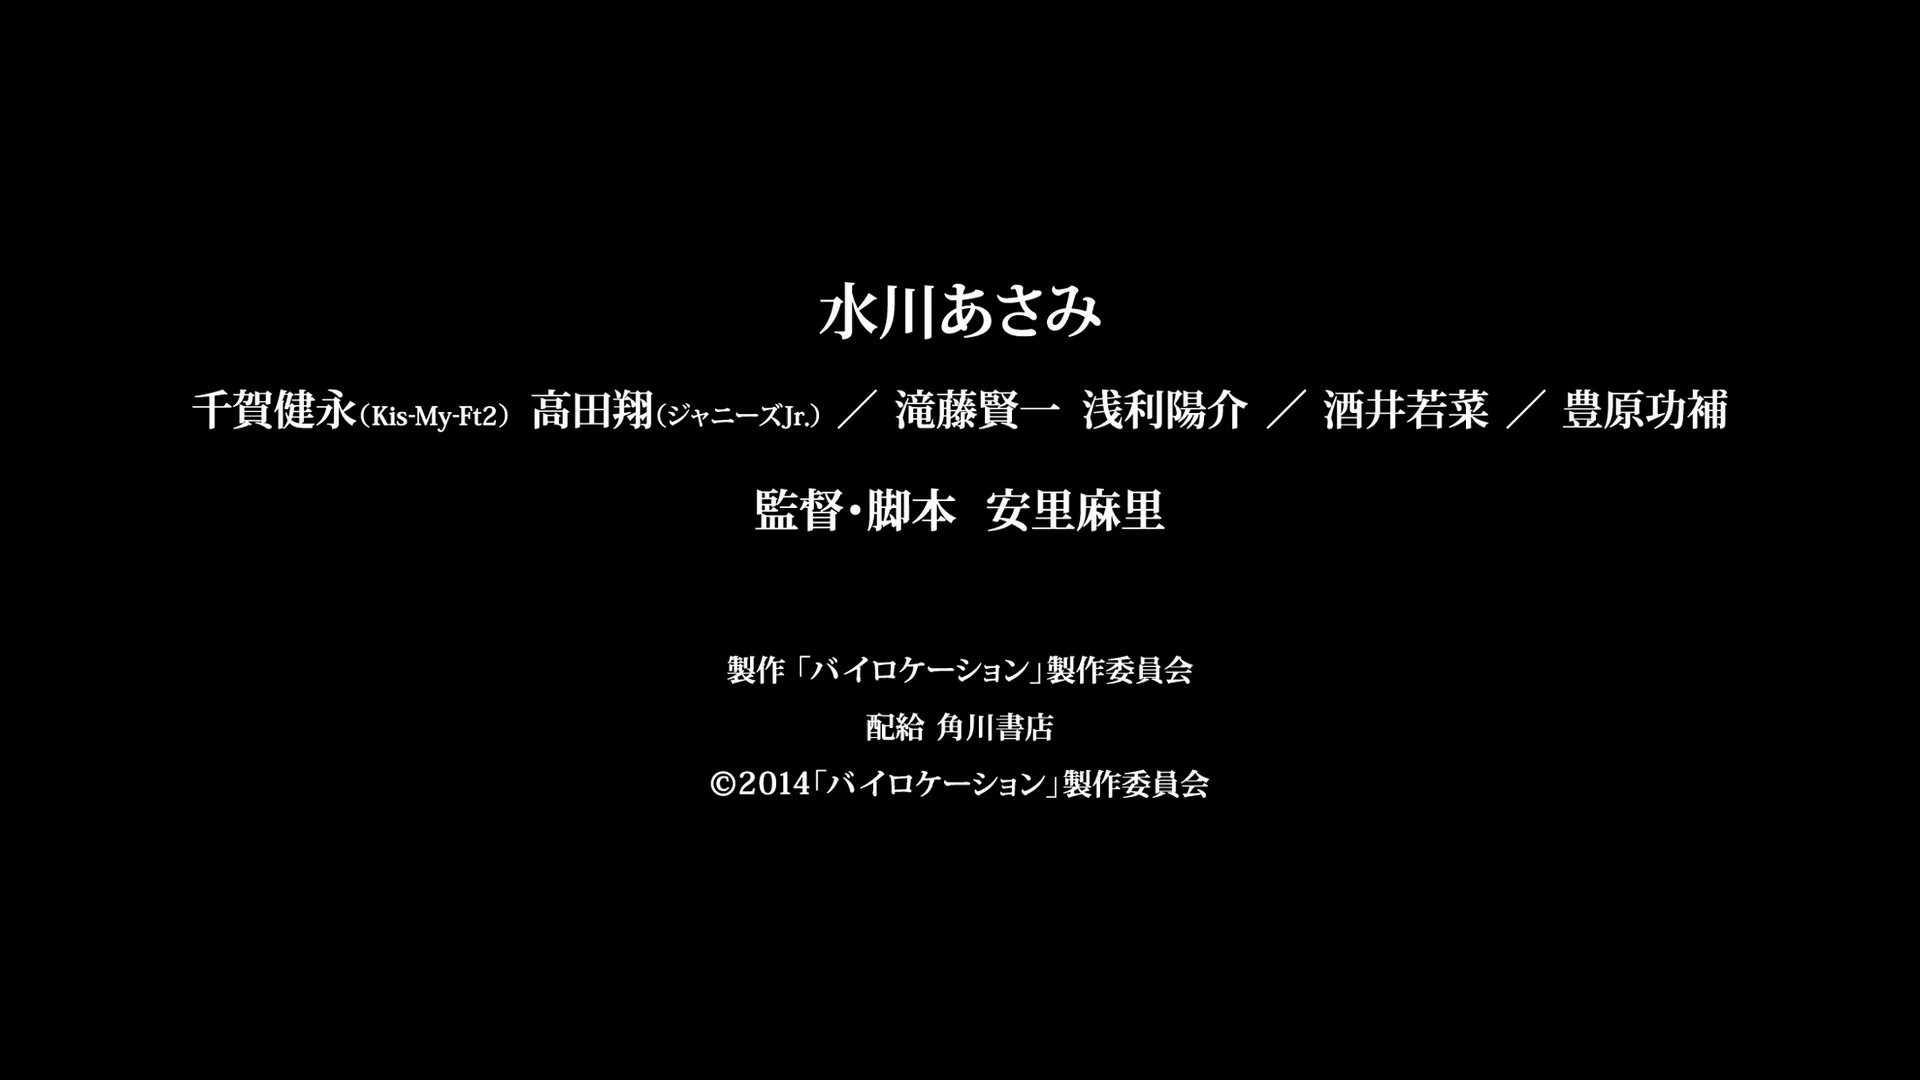 水川あさみ
千賀健永（Kis-My-Ft2） 高田翔（ジャニーズJr.）／ 滝藤賢一 浅利陽介 ／ 酒井若菜 ／ 豊原功補
監督・脚本 安里麻里
製作「バイロケーション」製作委員会
配給 角川書店
©2014「バイロケーション」製作委員会